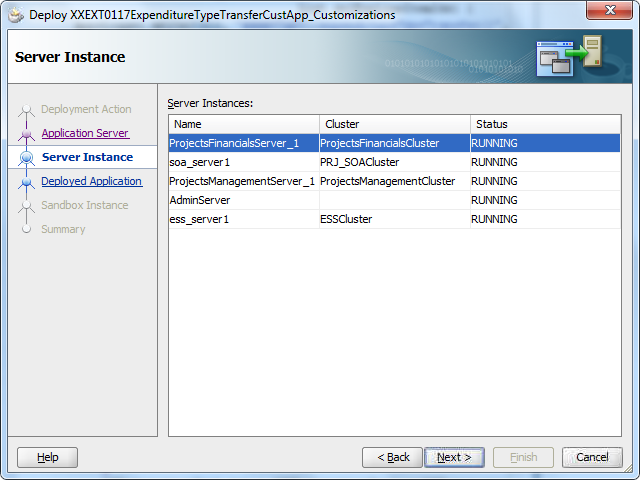 Deploy XXEXT0117ExpenditureTypeTransferCustApp_Customizations
Server Instance
Deployment Action
Application Server
Server Instance
Deployed Application
Sandbox Instance
Summary
Server Instances:
Name Cluster Status
ProjectsFinancialsServer_1 ProjectsFinancialsCluster RUNNING
soa_server1 PRJ_SOACluster RUNNING
ProjectsManagementServer_1 ProjectsManagementCluster RUNNING
AdminServer RUNNING
ess_server1 ESSCluster RUNNING
Help < Back Next > Finish Cancel